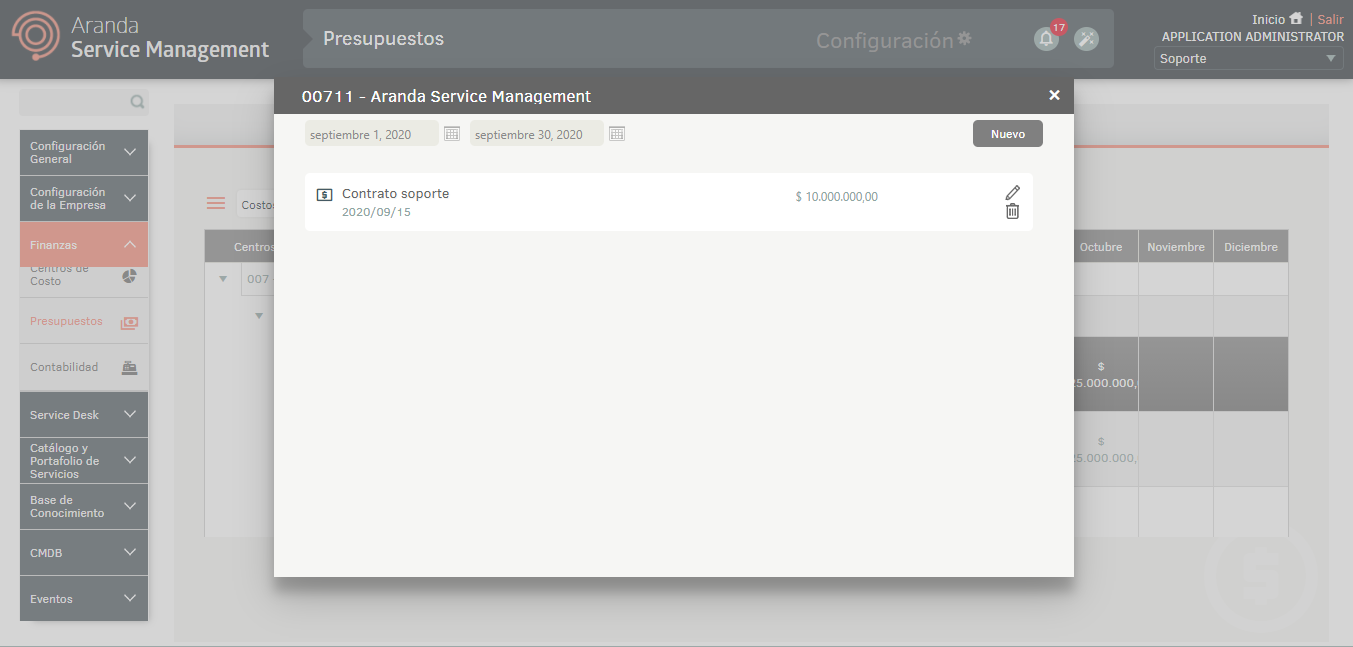 Aranda
Service Management
Presupuestos
Configuración
17
Inicio | Salir
APPLICATION ADMINISTRATOR
Soporte
00711 - Aranda Service Management
septiembre 1, 2020
septiembre 30, 2020
Nuevo
Contrato soporte
2020/09/15
$ 10.000.000,00
Configuración
General
Configuración
de la Empresa
Finanzas
Centros de
Costo
Presupuestos
Contabilidad
Service Desk
Catálogo y
Portafolio de
Servicios
Base de
Conocimiento
CMDB
Eventos
Costo
Centros
Octubre
Noviembre
Diciembre
007
$
5.000.000,
$
5.000.000,